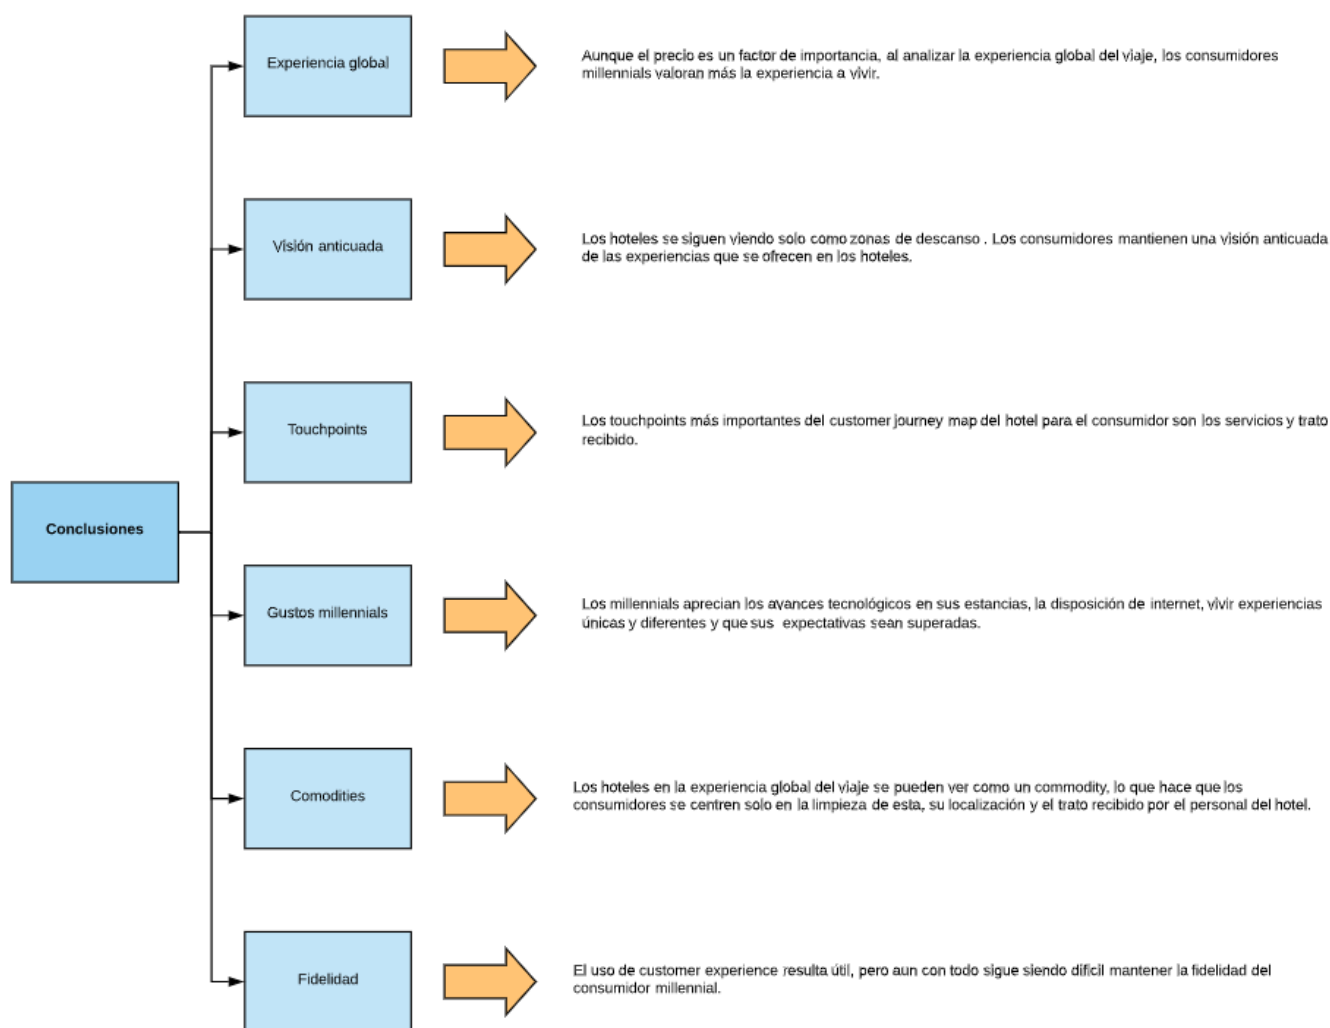 Experiencia global
Aunque el precio es un factor de importancia, al analizar la experiencia global del viaje, los consumidores
millennials valoran más la experiencia a vivir.
Visión anticuada
Los hoteles se siguen viendo solo como zonas de descanso . Los consumidores mantienen una visión anticuada
de las experiencias que se ofrecen en los hoteles.
Touchpoints
Los touchpoints más importantes del customer journey map del hotel para el consumidor son los servicios y trato
recibido.
Conclusiones
Gustos millennials
Los millennials aprecian los avances tecnológicos en sus estancias, la disposición de internet, vivir experiencias
únicas y diferentes y que sus expectativas sean superadas.
Comodities
Los hoteles en la experiencia global del viaje se pueden ver como un commodity, lo que hace que los
consumidores se centren solo en la limpieza de esta, su localización y el trato recibido por el personal del hotel.
Fidelidad
El uso de customer experience resulta útil, pero aun con todo sigue siendo dificil mantener la fidelidad del
consumidor millennial.